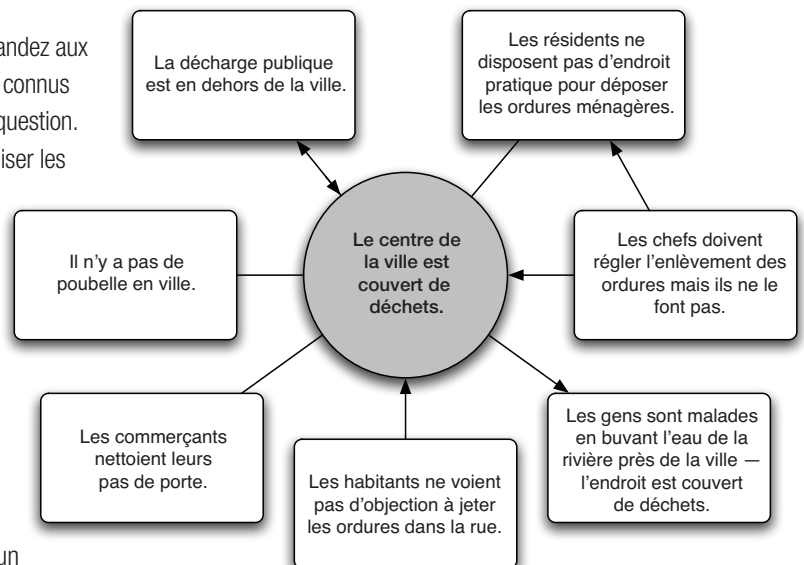 andez aux
connus
question.
iser les
La décharge publique
est en dehors de la ville.
Les résidents ne
disposent pas d'endroit
pratique pour déposer
les ordures ménagères.
Il n'y a pas de
poubelle en ville.
Le centre de
la ville est
couvert de
déchets.
Les chefs doivent
régler l'enlèvement des
ordures mais ils ne le
font pas.
Les commerçants
nettoient leurs
pas de porte.
Les habitants ne voient
pas d'objection à jeter
les ordures dans la rue.
Les gens sont malades
en buvant l'eau de la
rivière près de la ville —
l'endroit est couvert
de déchets.
un